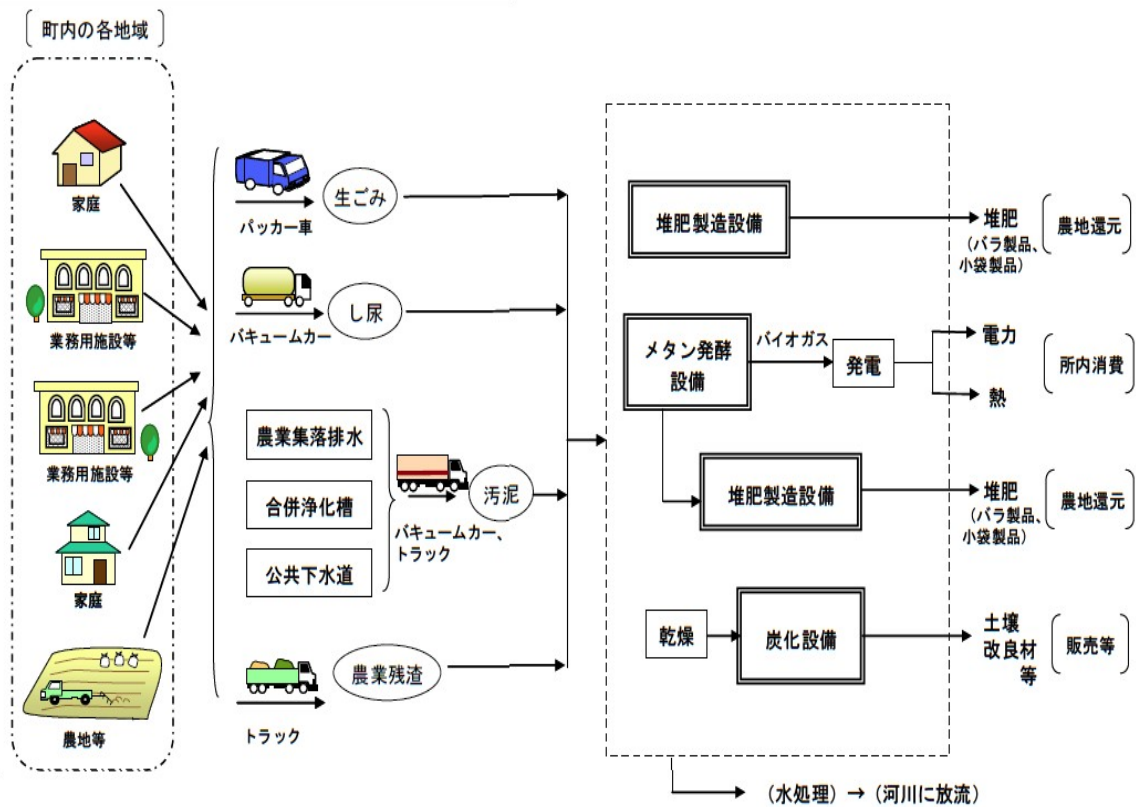 〔町内の各地域〕
家庭
業務用施設等
業務用施設等
家庭
農地等
パッカー車
生ごみ
バキュームカー
し尿
農業集落排水
合併浄化槽
公共下水道
バキュームカー、
トラック
汚泥
トラック
農業残渣
堆肥製造設備
堆肥
(バラ製品、
小袋製品)
〔農地還元〕
メタン発酵
設備
バイオガス
発電
電力
熱
〔所内消費〕
堆肥製造設備
堆肥
(バラ製品、
小袋製品)
〔農地還元〕
乾燥
炭化設備
土壌
改良材
等
〔販売等〕
(水処理) → (河川に放流)